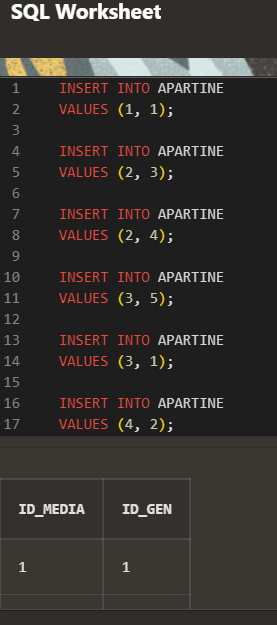 SQL Worksheet
1 INSERT INTO APARTINE
2 VALUES (1, 1);
3
4 INSERT INTO APARTINE
5 VALUES (2, 3);
6
7 INSERT INTO APARTINE
8 VALUES (2, 4);
9
10 INSERT INTO APARTINE
11 VALUES (3, 5);
12
13 INSERT INTO APARTINE
14 VALUES (3, 1);
15
16 INSERT INTO APARTINE
17 VALUES (4, 2);
ID_MEDIA ID_GEN
1 1